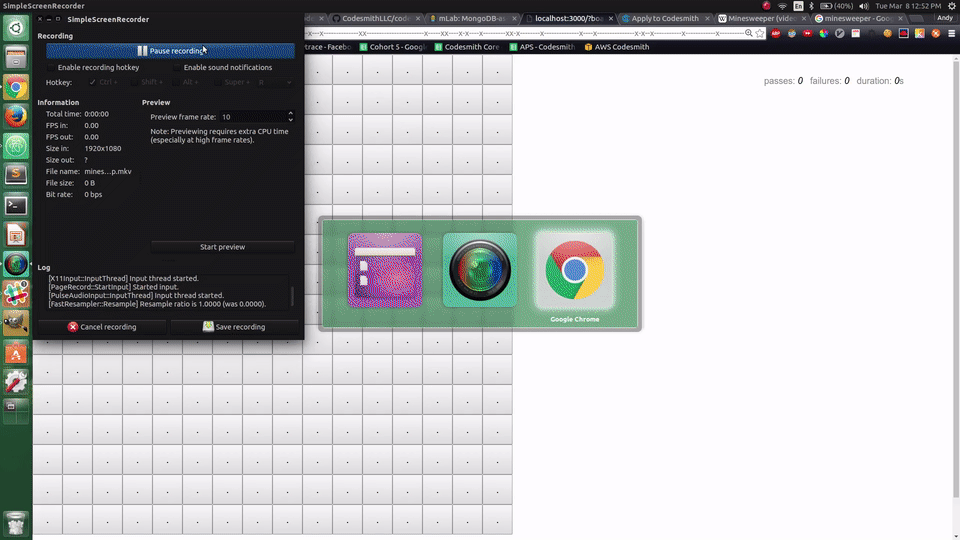 SimpleScreenRecorder
En (40%) Tue Mar 8 12:52 PM
SimpleScreenRecorder
CodesmithLLC/code mLab: MongoDB-as localhost:3000/?boa Apply to Codesmith Minesweeper (video minesweeper - Goo Andy
Recording
Pause recording
trace - Facebo Cohort 5 - Googl Codesmith Core APS - Codesmith AWS Codesmith
Enable recording hotkey Enable sound notifications
Hotkey: Ctrl + Shift + Alt + Super + R
passes: 0 failures: 0 duration: 0s
Information Preview
Total time: 0:00:00
FPS in: 0.00
FPS out: 0.00
Size in: 1920x1080
Size out: ?
File name: mines...p.mkv
File size: 0 B
Bit rate: 0 bps
Preview frame rate: 10
Note: Previewing requires extra CPU time
(especially at high frame rates).
Start preview
Log
[X11Input::InputThread] Input thread started.
[PageRecord::StartInput] Started input.
[PulseAudioInput::InputThread] Input thread started.
[FastResampler::Resample] Resample ratio is 1.0000 (was 0.0000).
Cancel recording Save recording
Google Chrome